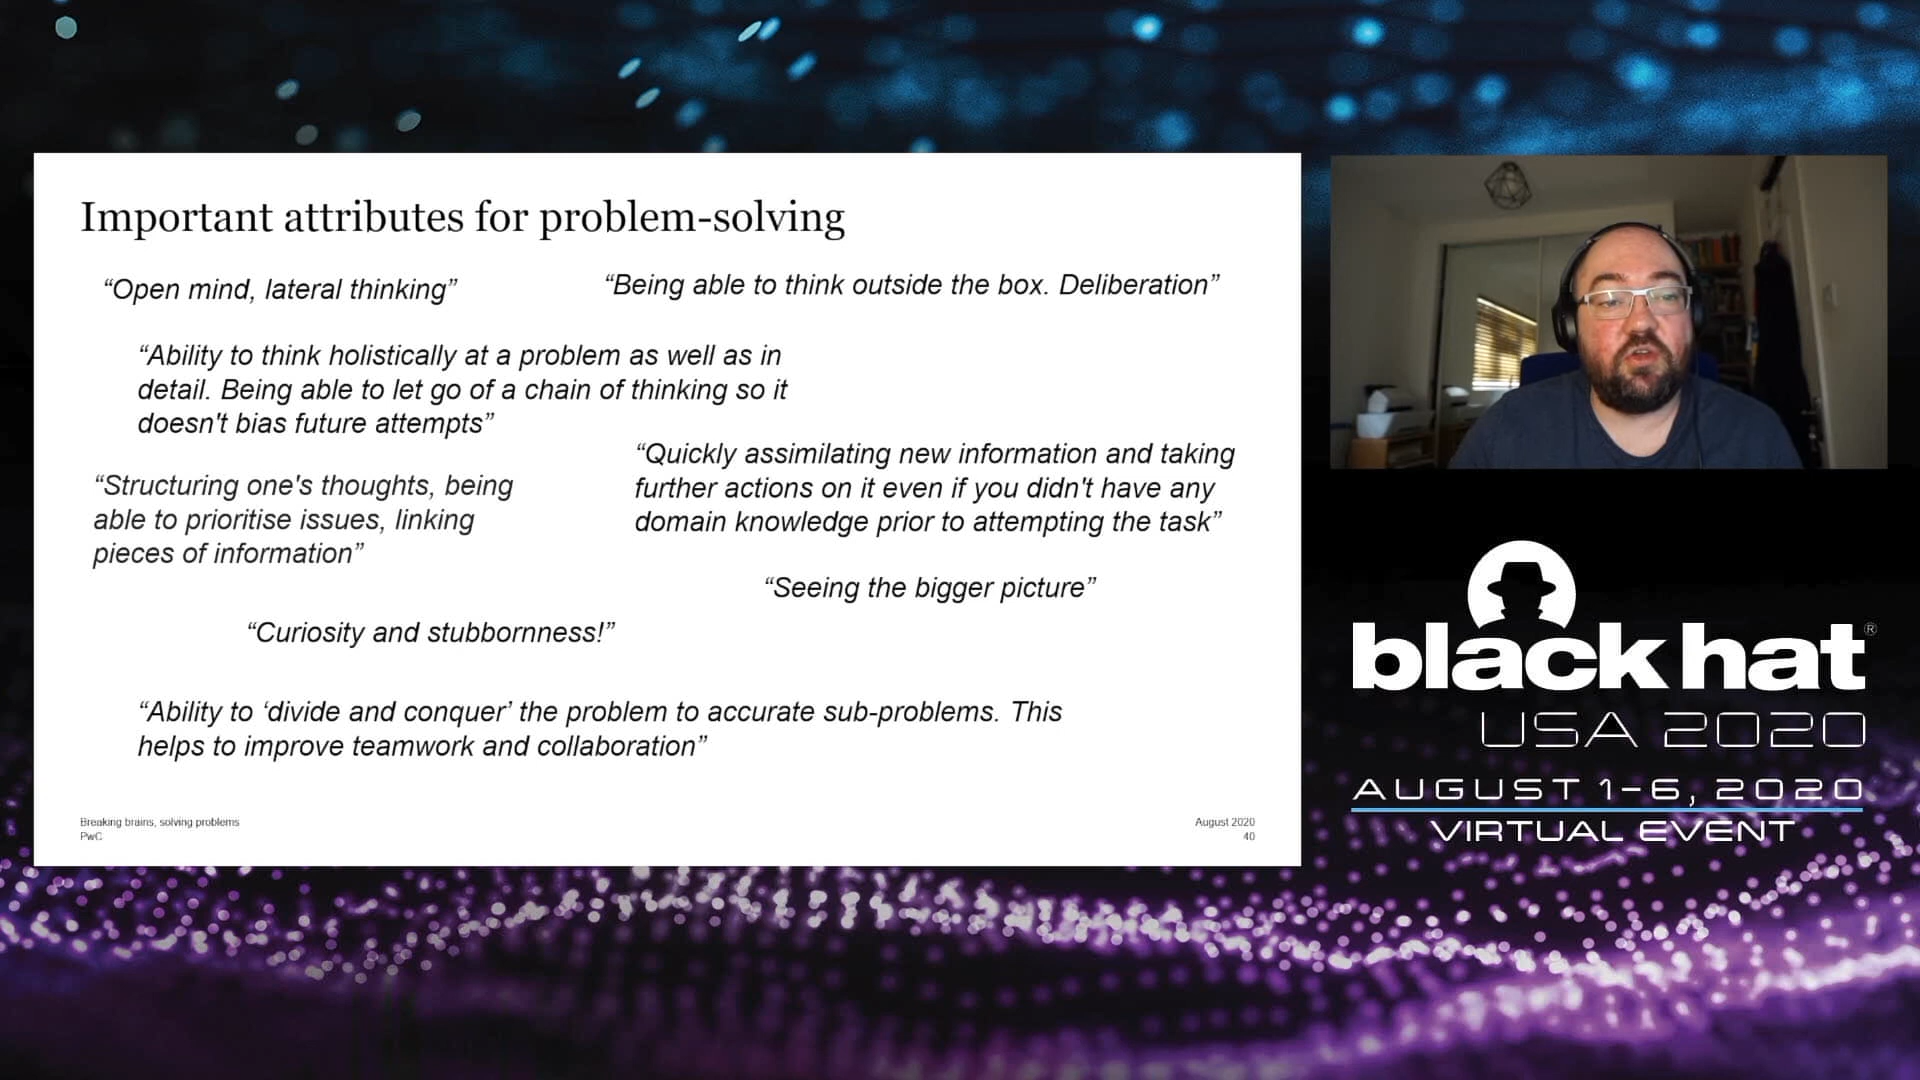 Important attributes for problem-solving
“Open mind, lateral thinking”
“Being able to think outside the box. Deliberation”
“Ability to think holistically at a problem as well as in
detail. Being able to let go of a chain of thinking so it
doesn't bias future attempts”
“Quickly assimilating new information and taking
further actions on it even if you didn't have any
domain knowledge prior to attempting the task”
“Structuring one's thoughts, being
able to prioritise issues, linking
pieces of information”
“Seeing the bigger picture”
“Curiosity and stubbornness!”
“Ability to ‘divide and conquer’ the problem to accurate sub-problems. This
helps to improve teamwork and collaboration”
Breaking brains, solving problems
PwC
August 2020
40
black hat®
USA 2020
AUGUST 1-6, 2020
VIRTUAL EVENT